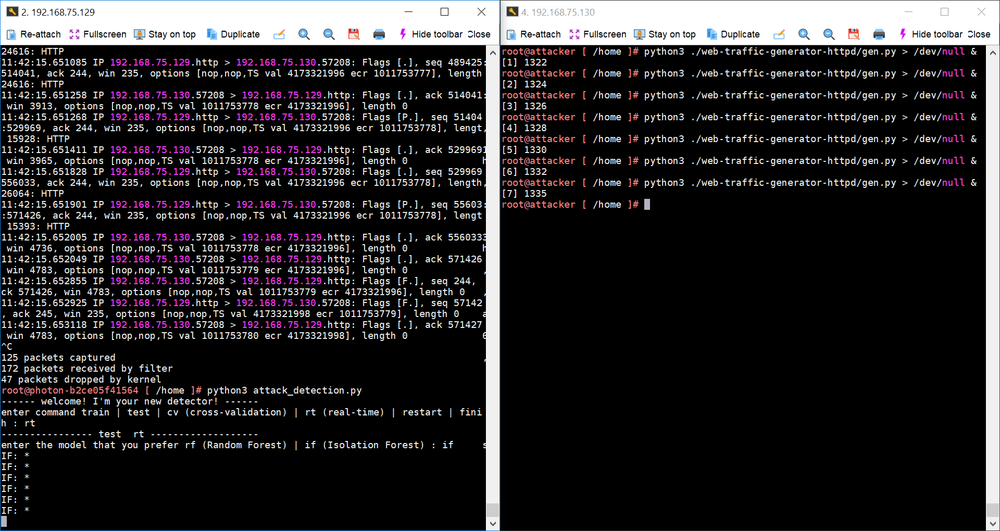 2. 192.168.75.129
Re-attach Fullscreen Stay on top Duplicate Hide toolbar Close
24616: HTTP
11:42:15.651085 IP 192.168.75.129.http > 192.168.75.130.57208: Flags [.], seq 489425:
514041, ack 244, win 235, options [nop,nop,TS val 4173321996 ecr 1011753777], length
24616: HTTP
11:42:15.651258 IP 192.168.75.130.57208 > 192.168.75.129.http: Flags [.], ack 514041:
win 3913, options [nop,nop,TS val 1011753778 ecr 4173321996], length 0
11:42:15.651268 IP 192.168.75.129.http > 192.168.75.130.57208: Flags [P.], seq 51404
:529969, ack 244, win 235, options [nop,nop,TS val 4173321996 ecr 1011753778], lengt,
15928: HTTP
11:42:15.651411 IP 192.168.75.130.57208 > 192.168.75.129.http: Flags [.], ack 5299691
win 3965, options [nop,nop,TS val 1011753778 ecr 4173321996], length 0 h
11:42:15.651828 IP 192.168.75.129.http > 192.168.75.130.57208: Flags [.], seq 529969
556033, ack 244, win 235, options [nop,nop,TS val 4173321996 ecr 1011753778], length,
26064: HTTP
11:42:15.651901 IP 192.168.75.129.http > 192.168.75.130.57208: Flags [P.], seq 55603:
:571426, ack 244, win 235, options [nop,nop,TS val 4173321996 ecr 1011753778], lengt
15393: HTTP
11:42:15.652005 IP 192.168.75.130.57208 > 192.168.75.129.http: Flags [.], ack 5560333
win 4736, options [nop,nop,TS val 1011753778 ecr 4173321996], length 0 h
11:42:15.652049 IP 192.168.75.130.57208 > 192.168.75.129.http: Flags [.], ack 571426
win 4783, options [nop,nop,TS val 1011753779 ecr 4173321996], length 0 ,
11:42:15.652855 IP 192.168.75.130.57208 > 192.168.75.129.http: Flags [F.], seq 244,
ck 571426, win 4783, options [nop,nop,TS val 1011753779 ecr 4173321996], length 0 ,
11:42:15.652925 IP 192.168.75.129.http > 192.168.75.130.57208: Flags [F.], seq 57142
, ack 245, win 235, options [nop,nop,TS val 4173321998 ecr 1011753779], length 0 a
11:42:15.653118 IP 192.168.75.130.57208 > 192.168.75.129.http: Flags [.], ack 571427
win 4783, options [nop,nop,TS val 1011753780 ecr 4173321998], length 0 6
^C
125 packets captured ,
172 packets received by filter
47 packets dropped by kernel
root@photon-b2ce05f41564 [ /home ]# python3 attack_detection.py
------ welcome! I'm your new detector! ------
enter command train | test | cv (cross-validation) | rt (real-time) | restart | fini
h : rt
---------------- test  rt -------------------
enter the model that you prefer rf (Random Forest) | if (Isolation Forest) : if s
IF: *
IF: *
IF: *
IF: *
IF: *
IF: *
4. 192.168.75.130
Re-attach Fullscreen Stay on top Duplicate Hide toolbar Close
root@attacker [ /home ]# python3 ./web-traffic-generator-httpd/gen.py > /dev/null &
[1] 1322
root@attacker [ /home ]# python3 ./web-traffic-generator-httpd/gen.py > /dev/null &
[2] 1324
root@attacker [ /home ]# python3 ./web-traffic-generator-httpd/gen.py > /dev/null &
[3] 1326
root@attacker [ /home ]# python3 ./web-traffic-generator-httpd/gen.py > /dev/null &
[4] 1328
root@attacker [ /home ]# python3 ./web-traffic-generator-httpd/gen.py > /dev/null &
[5] 1330
root@attacker [ /home ]# python3 ./web-traffic-generator-httpd/gen.py > /dev/null &
[6] 1332
root@attacker [ /home ]# python3 ./web-traffic-generator-httpd/gen.py > /dev/null &
[7] 1335
root@attacker [ /home ]#